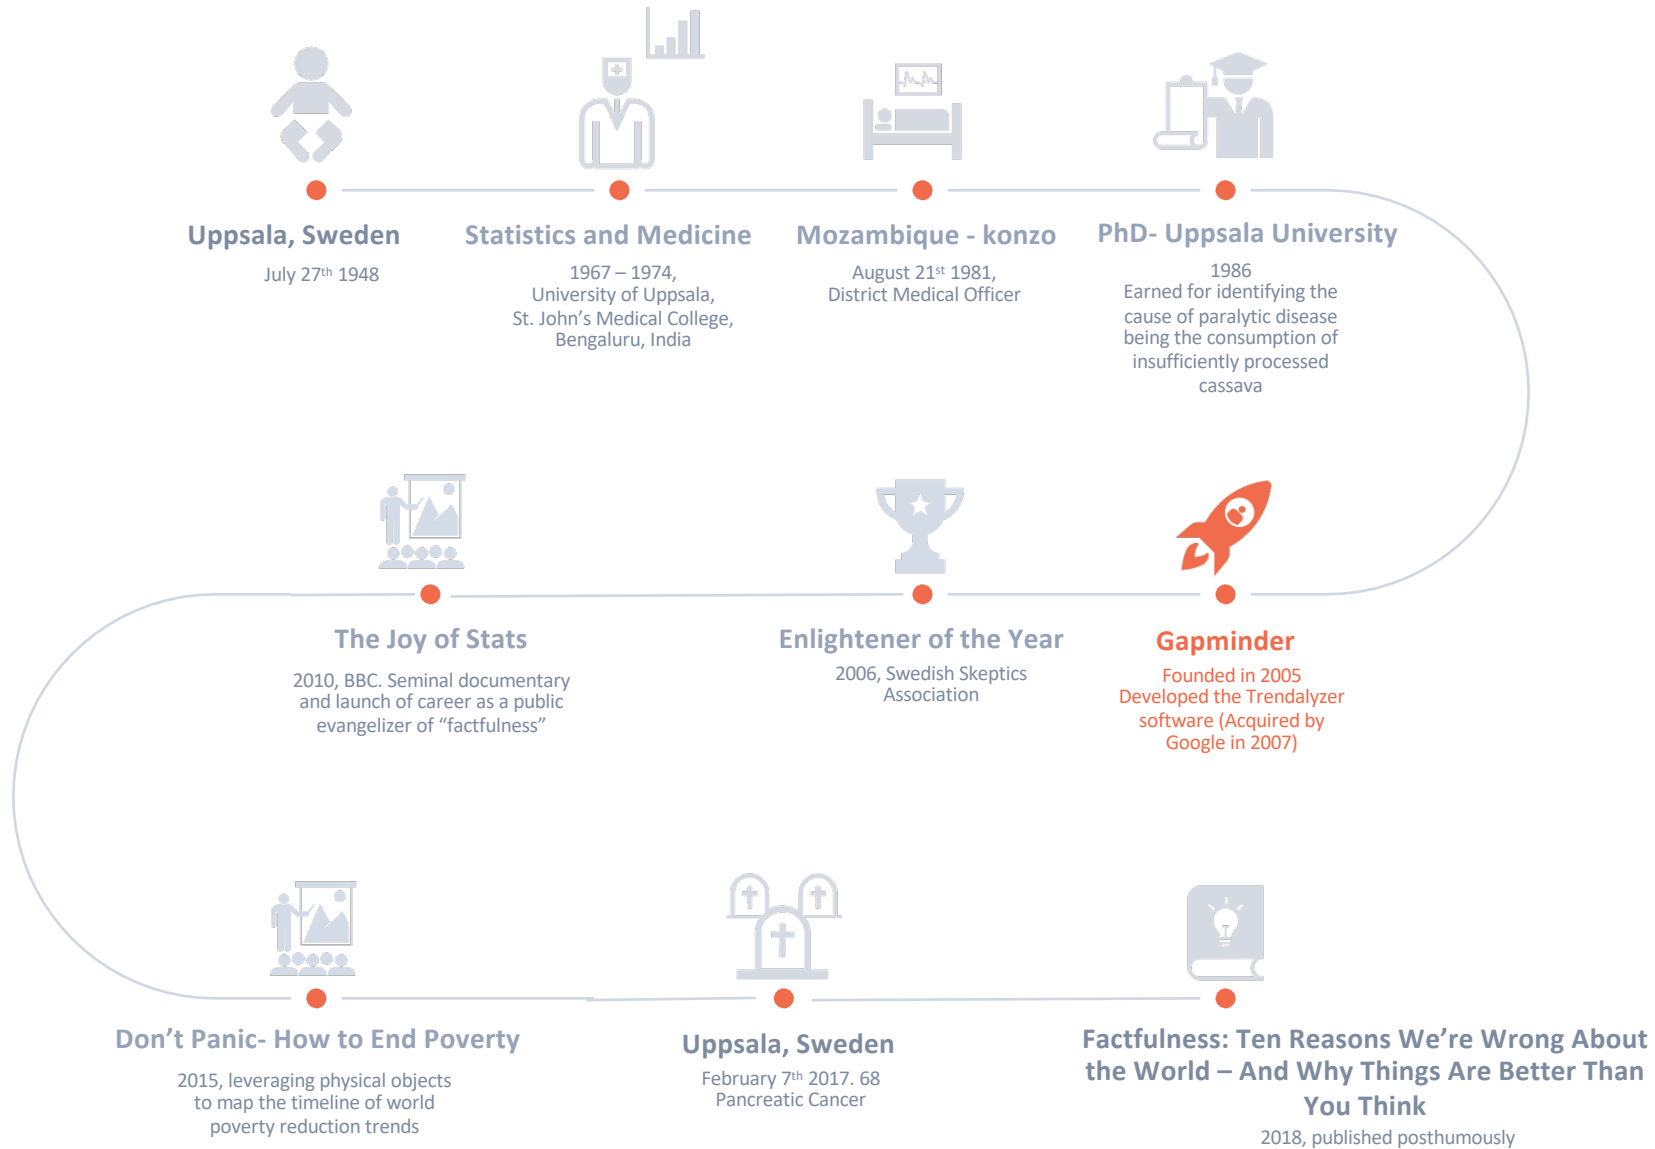 Uppsala, Sweden
July 27th 1948
Statistics and Medicine
1967 – 1974,
University of Uppsala,
St. John’s Medical College,
Bengaluru, India
Mozambique - konzo
August 21st 1981,
District Medical Officer
PhD- Uppsala University
1986
Earned for identifying the
cause of paralytic disease
being the consumption of
insufficiently processed
cassava
Gapminder
Founded in 2005
Developed the Trendalyzer
software (Acquired by
Google in 2007)
Enlightener of the Year
2006, Swedish Skeptics
Association
The Joy of Stats
2010, BBC. Seminal documentary
and launch of career as a public
evangelizer of “factfulness”
Don’t Panic- How to End Poverty
2015, leveraging physical objects
to map the timeline of world
poverty reduction trends
Uppsala, Sweden
February 7th 2017. 68
Pancreatic Cancer
Factfulness: Ten Reasons We’re Wrong About
the World – And Why Things Are Better Than
You Think
2018, published posthumously